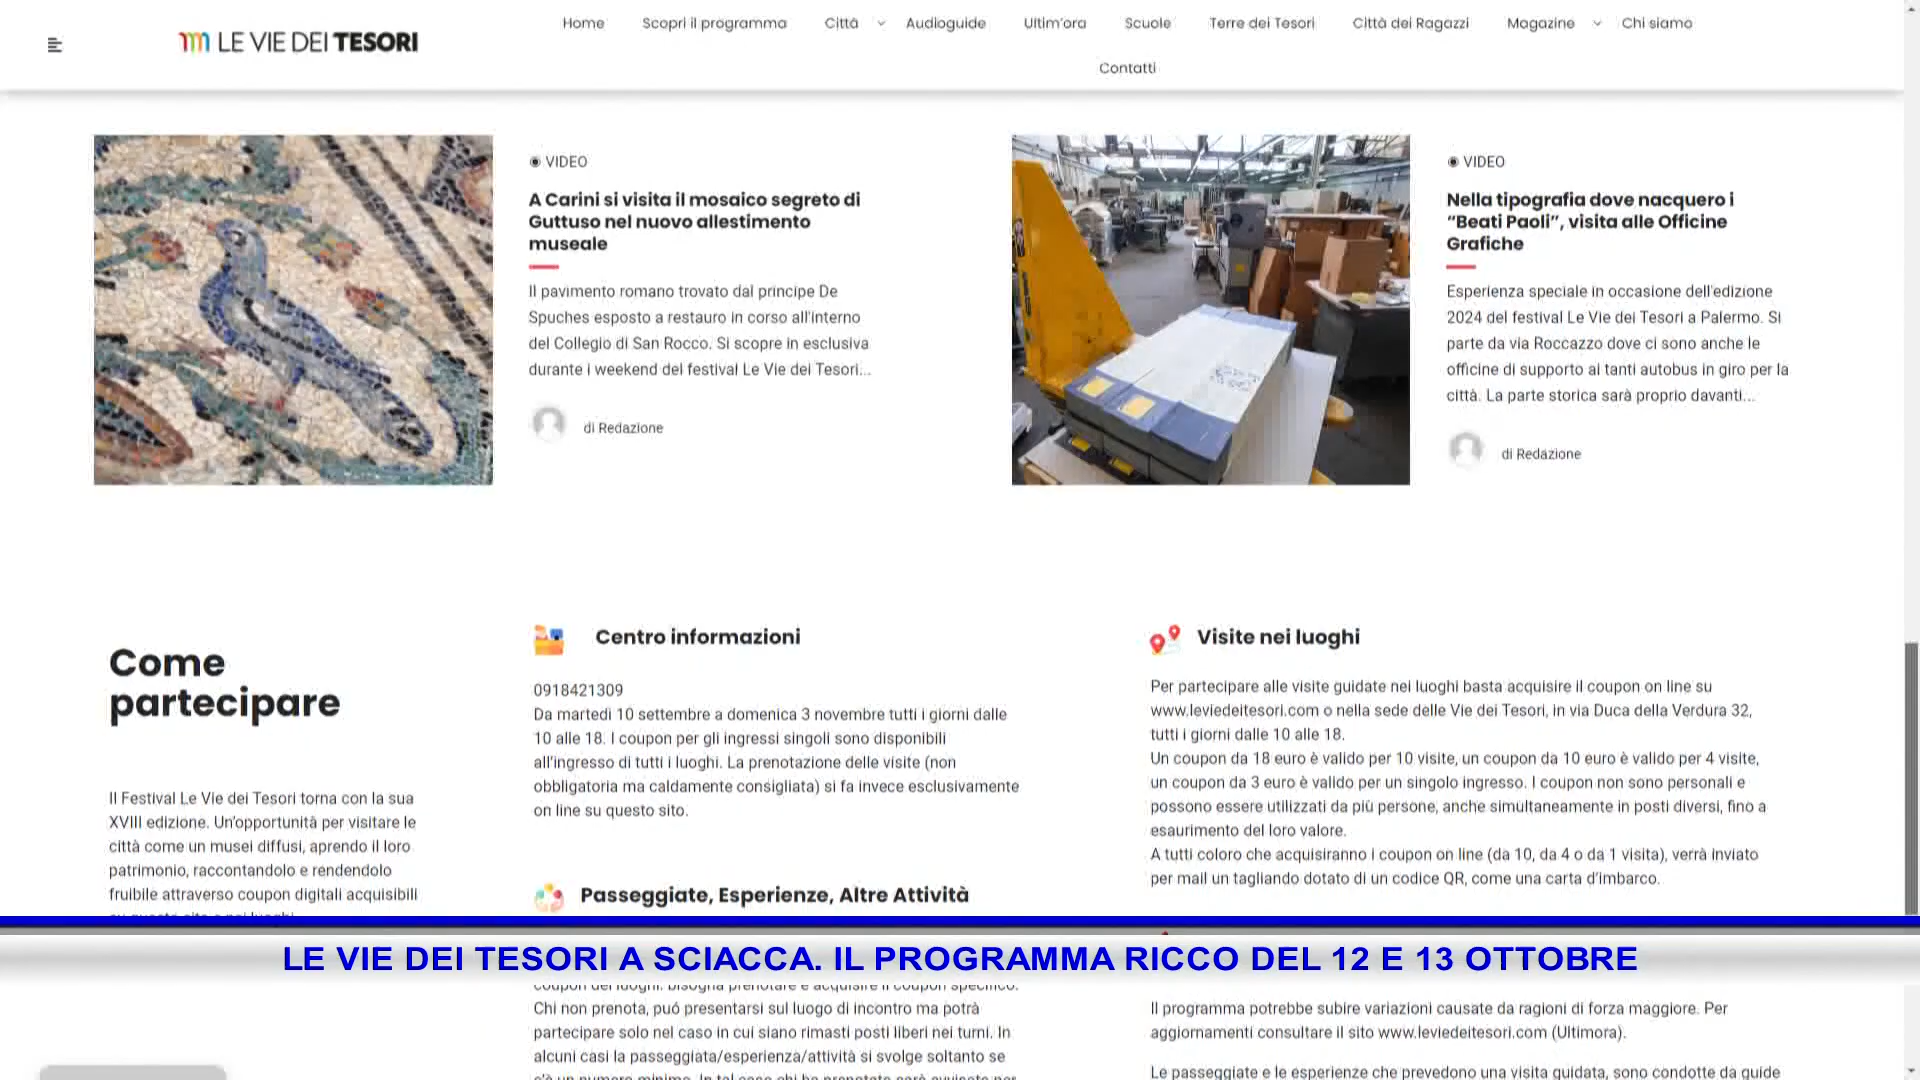 Home Scopri il programma Città Audioguide Ultim'ora Scuole Terre dei Tesori Città dei Ragazzi Magazine Chi siamo
LE VIE DEI TESORI
Contatti
VIDEO
A Carini si visita il mosaico segreto di
Guttuso nel nuovo allestimento
museale
Il pavimento romano trovato dal principe De
Spuches esposto a restauro in corso all'interno
del Collegio di San Rocco. Si scopre in esclusiva
durante i weekend del festival Le Vie dei Tesori...
di Redazione
VIDEO
Nella tipografia dove nacquero i
“Beati Paoli”, visita alle Officine
Grafiche
Esperienza speciale in occasione dell'edizione
2024 del festival Le Vie dei Tesori a Palermo. Si
parte da via Roccazzo dove ci sono anche le
officine di supporto ai tanti autobus in giro per la
città. La parte storica sarà proprio davanti...
di Redazione
Come
partecipare
Il Festival Le Vie dei Tesori torna con la sua
XVIII edizione. Un'opportunità per visitare le
città come un musei diffusi, aprendo il loro
patrimonio, raccontandolo e rendendolo
fruibile attraverso coupon digitali acquisibili
Centro informazioni
0918421309
Da martedì 10 settembre a domenica 3 novembre tutti i giorni dalle
10 alle 18. I coupon per gli ingressi singoli sono disponibili
all'ingresso di tutti i luoghi. La prenotazione delle visite (non
obbligatoria ma caldamente consigliata) si fa invece esclusivamente
on line su questo sito.
Passeggiate, Esperienze, Altre Attività
Visite nei luoghi
Per partecipare alle visite guidate nei luoghi basta acquisire il coupon on line su
www.leviedeitesori.com o nella sede delle Vie dei Tesori, in via Duca della Verdura 32,
tutti i giorni dalle 10 alle 18.
Un coupon da 18 euro è valido per 10 visite, un coupon da 10 euro è valido per 4 visite,
un coupon da 3 euro è valido per un singolo ingresso. I coupon non sono personali e
possono essere utilizzati da più persone, anche simultaneamente in posti diversi, fino a
esaurimento del loro valore.
A tutti coloro che acquisiranno i coupon on line (da 10, da 4 o da 1 visita), verrà inviato
per mail un tagliando dotato di un codice QR, come una carta d'imbarco.
LE VIE DEI TESORI A SCIACCA. IL PROGRAMMA RICCO DEL 12 E 13 OTTOBRE
coupon dei luoghi: bisogna prenotare e acquisire il coupon specifico.
Chi non prenota, può presentarsi sul luogo di incontro ma potrà
partecipare solo nel caso in cui siano rimasti posti liberi nei turni. In
alcuni casi la passeggiata/esperienza/attività si svolge soltanto se
Il programma potrebbe subire variazioni causate da ragioni di forza maggiore. Per
aggiornamenti consultare il sito www.leviedeitesori.com (Ultimora).
Le passeggiate e le esperienze che prevedono una visita guidata, sono condotte da guide